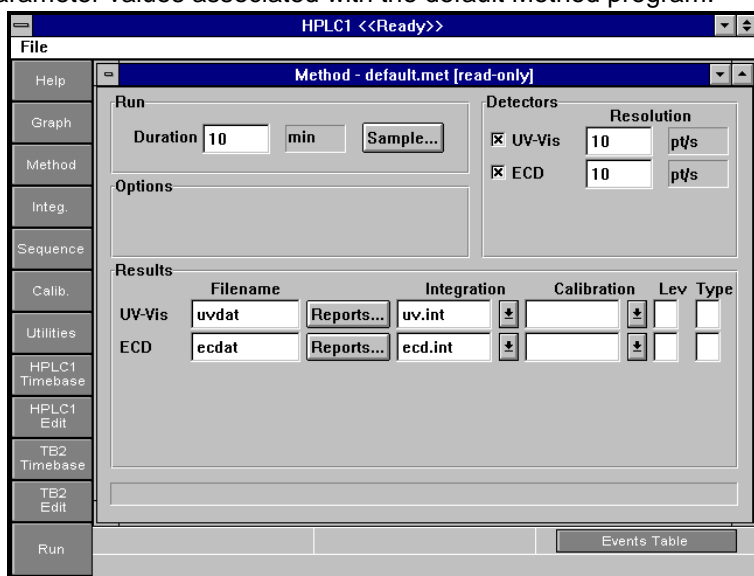 arameter values associated with the default Method program.
HPLC1 <<Ready>>
File
Help
Graph
Method
Integ.
Sequence
Calib.
Utilities
HPLC1
Timebase
HPLC1
Edit
TB2
Timebase
TB2
Edit
Run
Method - default.met [read-only]
Run
Duration 10 min Sample...
Detectors
Resolution
UV-Vis 10 pt/s
ECD 10 pt/s
Options
Results
Filename Integration Calibration Lev Type
UV-Vis uvdat Reports... uv.int
ECD ecdat Reports... ecd.int
Events Table